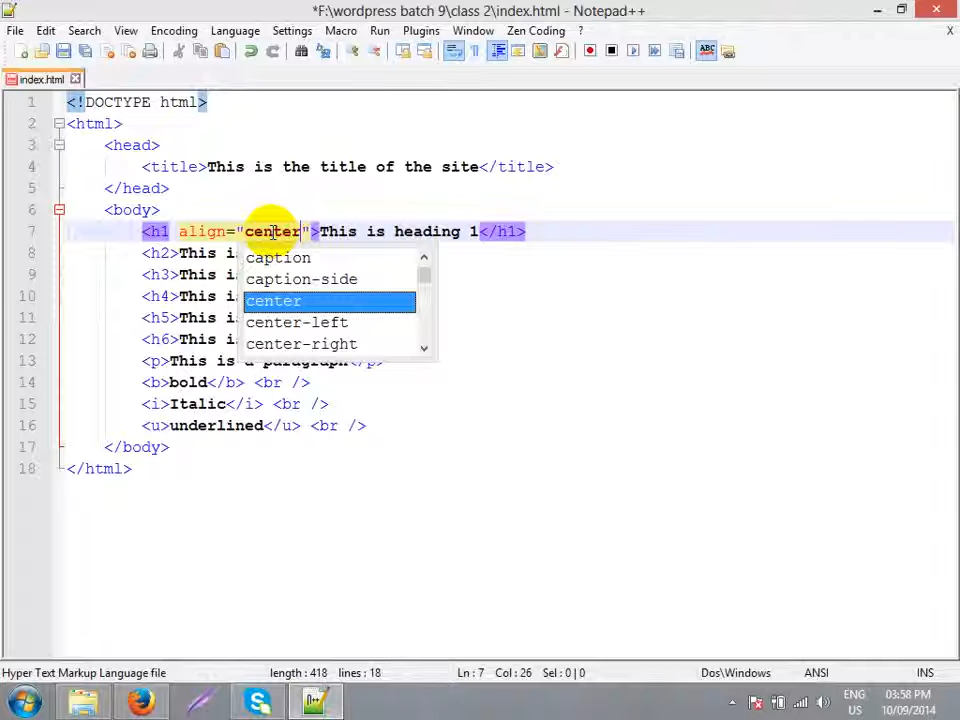 *F:\wordpress batch 9\class 2\index.html - Notepad++
File Edit Search View Encoding Language Settings Macro Run Plugins Window Zen Coding ? X
index.html
1 <!DOCTYPE html>
2 <html>
3 <head>
4 <title>This is the title of the site</title>
5 </head>
6 <body>
7 <h1 align="center">This is heading 1</h1>
8 <h2>This i
9 <h3>This i
10 <h4>This i
11 <h5>This i
12 <h6>This i
13 <p>This is a paragraph</p>
14 <b>bold</b> <br />
15 <i>Italic</i> <br />
16 <u>underlined</u> <br />
17 </body>
18 </html>
caption
caption-side
center
center-left
center-right
Hyper Text Markup Language file length : 418 lines : 18 Ln : 7 Col : 26 Sel : 0 | 0 Dos\Windows ANSI INS
ENG 03:58 PM
US 10/09/2014